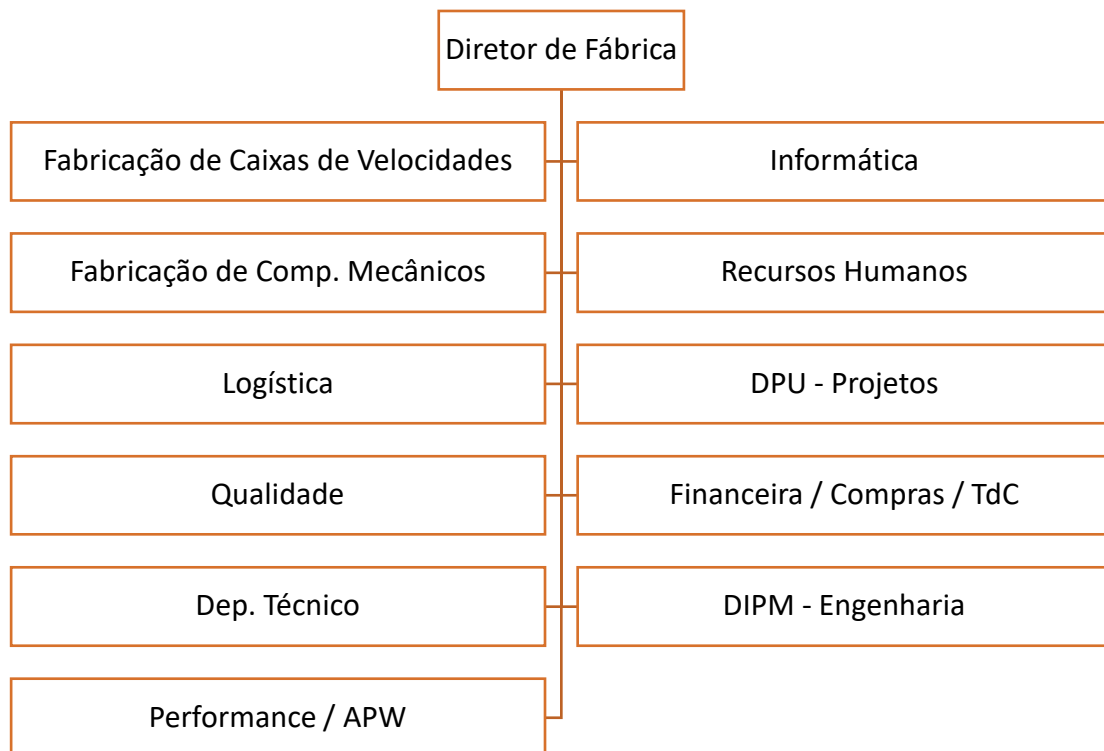 Diretor de Fábrica
Fabricação de Caixas de Velocidades
Informática
Fabricação de Comp. Mecânicos
Recursos Humanos
Logística
DPU - Projetos
Qualidade
Financeira / Compras / TdC
Dep. Técnico
DIPM - Engenharia
Performance / APW